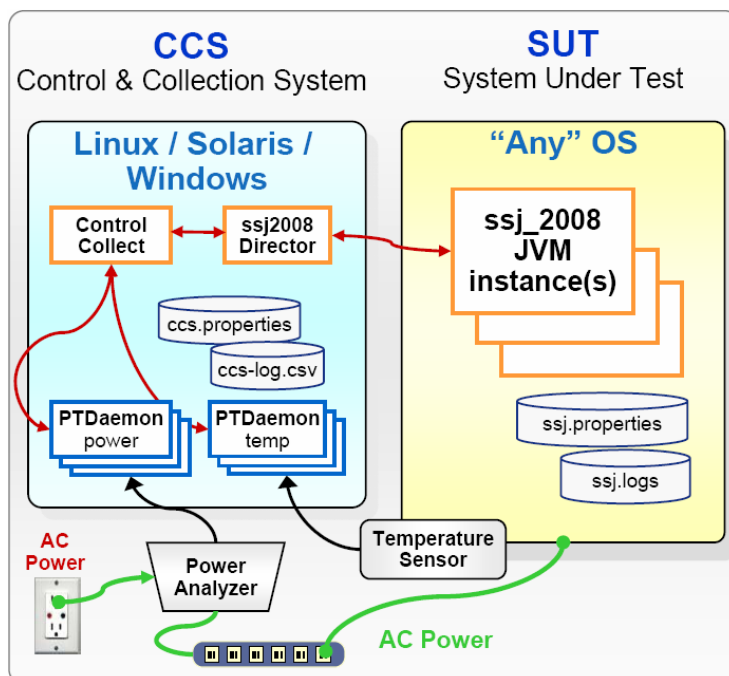 CCS
Control & Collection System
SUT
System Under Test
Linux / Solaris /
Windows
"Any" OS
Control
Collect
ssj2008
Director
ssj_2008
JVM
instance(s)
ccs.properties
ccs-log.csv
PTDaemon
power
PTDaemon
temp
ssj.properties
ssj.logs
AC
Power
Power
Analyzer
Temperature
Sensor
AC Power